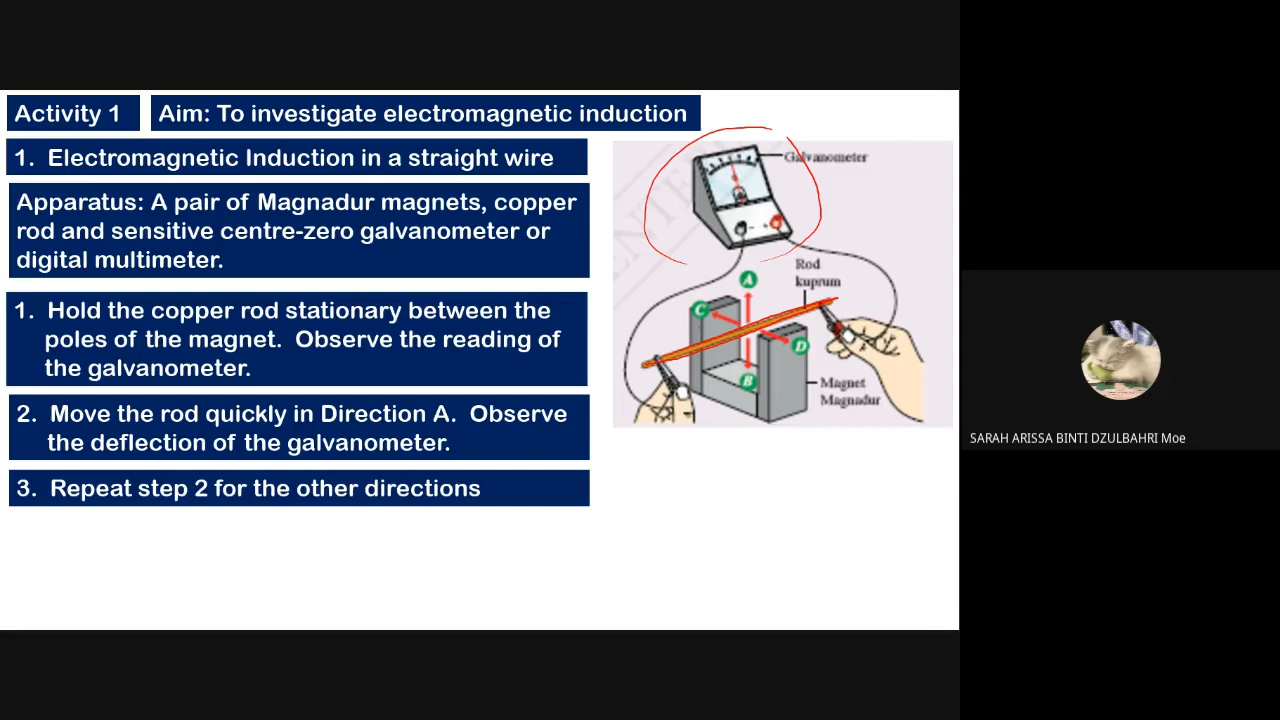 Activity 1
Aim: To investigate electromagnetic induction
1. Electromagnetic Induction in a straight wire
Apparatus: A pair of Magnadur magnets, copper
rod and sensitive centre-zero galvanometer or
digital multimeter.
1. Hold the copper rod stationary between the
poles of the magnet. Observe the reading of
the galvanometer.
2. Move the rod quickly in Direction A. Observe
the deflection of the galvanometer.
3. Repeat step 2 for the other directions
Galvanometer
Rod
kuprum
A
C
D
B
Magnet
Magnadur
SARAH ARISSA BINTI DZULBAHRI Moe